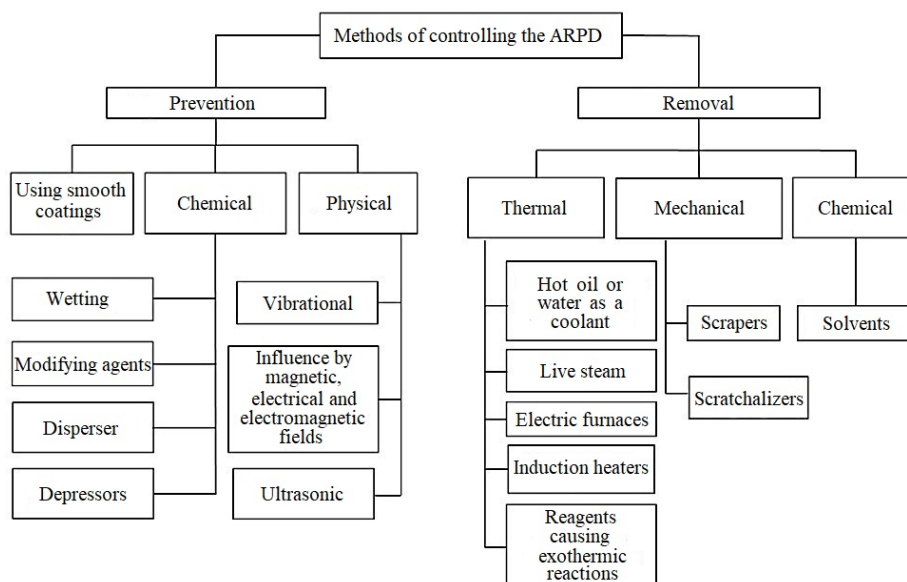 Methods of controlling the ARPD
Prevention
Removal
Using smooth
coatings
Chemical
Physical
Thermal
Mechanical
Chemical
Wetting
Modifying agents
Disperser
Depressors
Vibrational
Influence by
magnetic,
electrical and
electromagnetic
fields
Ultrasonic
Hot oil or
water as a
coolant
Live steam
Electric furnaces
Induction heaters
Reagents
causing
exothermic
reactions
Scrapers
Scratchalizers
Solvents